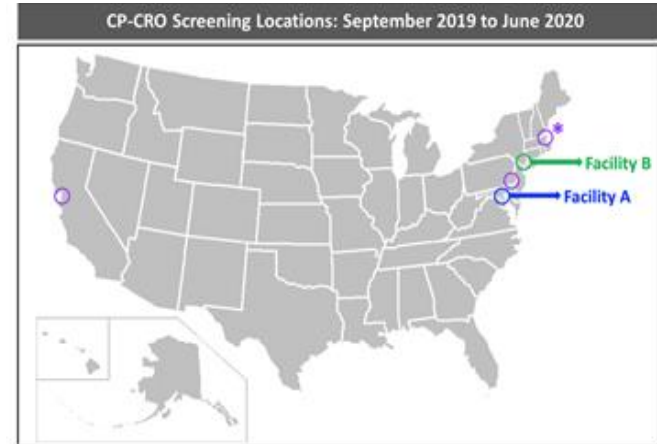 CP-CRO Screening Locations: September 2019 to June 2020
*
Facility B
Facility A